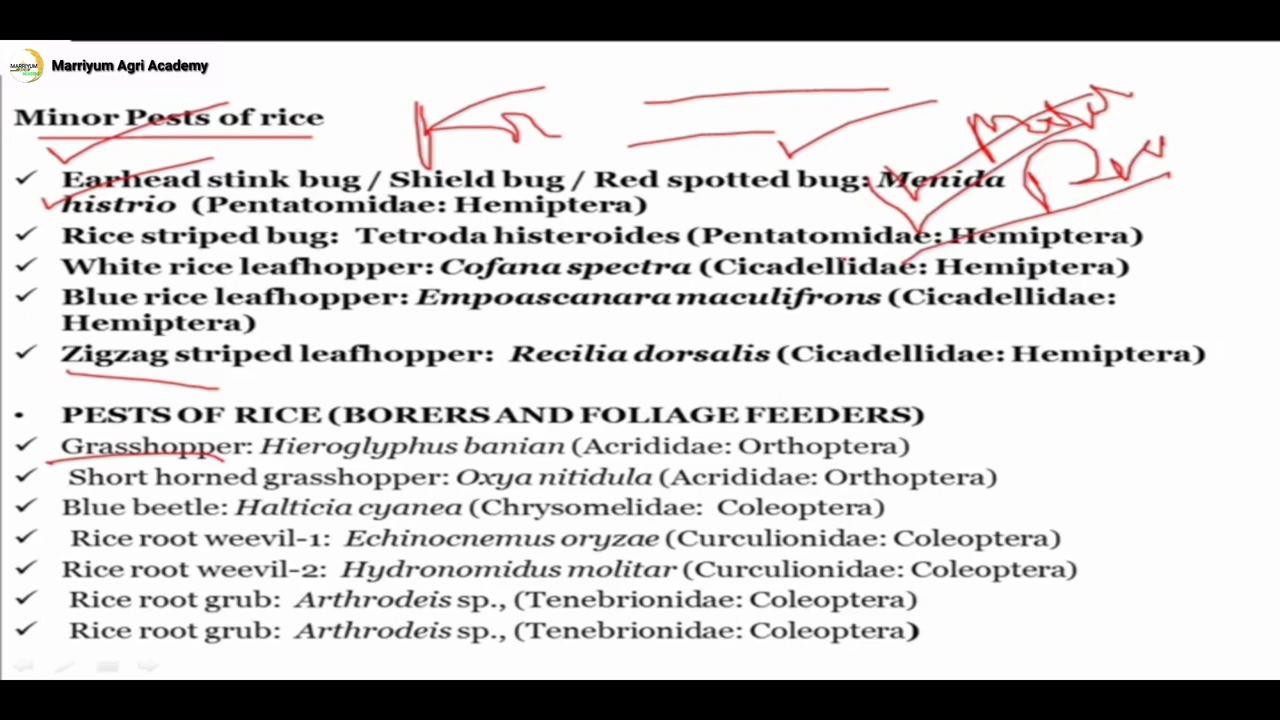 MARRIYUM
Marriyum Agri Academy
Minor Pests of rice
✓ Earhead stink bug / Shield bug / Red spotted bug: Menida
histrio (Pentatomidae: Hemiptera)
✓ Rice striped bug: Tetroda histeroides (Pentatomidae: Hemiptera)
✓ White rice leafhopper: Cofana spectra (Cicadellidae: Hemiptera)
✓ Blue rice leafhopper: Empoascanara maculifrons (Cicadellidae:
Hemiptera)
✓ Zigzag striped leafhopper: Recilia dorsalis (Cicadellidae: Hemiptera)
• PESTS OF RICE (BORERS AND FOLIAGE FEEDERS)
✓ Grasshopper: Hieroglyphus banian (Acrididae: Orthoptera)
✓ Short horned grasshopper: Oxya nitidula (Acrididae: Orthoptera)
✓ Blue beetle: Halticia cyanea (Chrysomelidae: Coleoptera)
✓ Rice root weevil-1: Echinocnemus oryzae (Curculionidae: Coleoptera)
✓ Rice root weevil-2: Hydronomidus molitar (Curculionidae: Coleoptera)
✓ Rice root grub: Arthrodeis sp., (Tenebrionidae: Coleoptera)
✓ Rice root grub: Arthrodeis sp., (Tenebrionidae: Coleoptera)